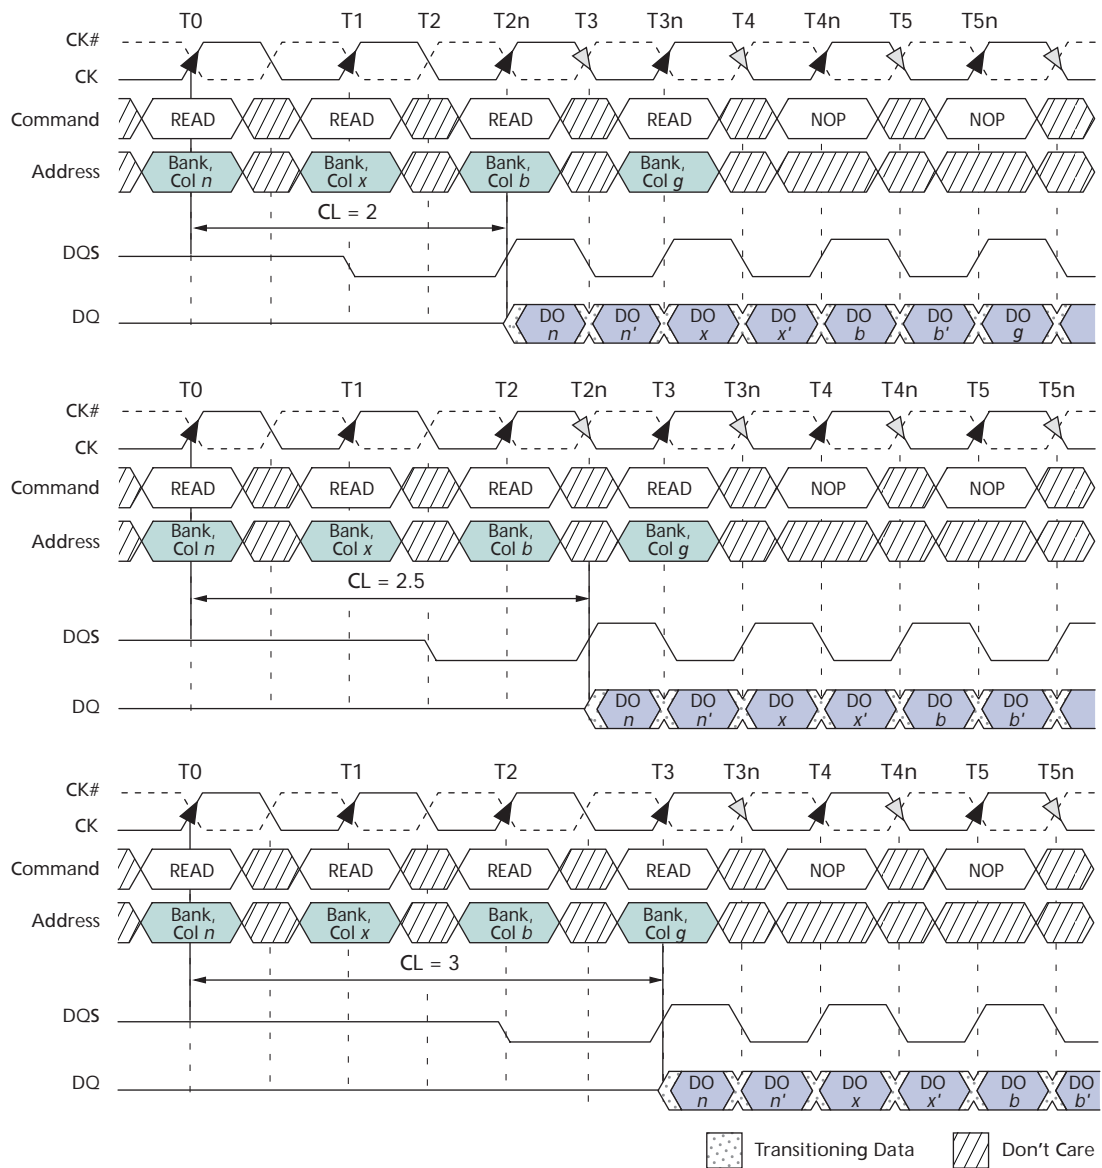 T0 T1 T2 T2n T3 T3n T4 T4n T5 T5n
CK#
CK
Command READ READ READ READ NOP NOP
Address Bank, Bank, Bank, Bank,
Col n Col x Col b Col g
CL = 2
DQS
DQ DO DO DO DO DO DO DO
n n' x x' b b' g
T0 T1 T2 T2n T3 T3n T4 T4n T5 T5n
CK#
CK
Command READ READ READ READ NOP NOP
Address Bank, Bank, Bank, Bank,
Col n Col x Col b Col g
CL = 2.5
DQS
DQ DO DO DO DO DO DO
n n' x x' b b'
T0 T1 T2 T3 T3n T4 T4n T5 T5n
CK#
CK
Command READ READ READ READ NOP NOP
Address Bank, Bank, Bank, Bank,
Col n Col x Col b Col g
CL = 3
DQS
DQ DO DO DO DO DO DO
n n' x x' b b'
Transitioning Data Don't Care